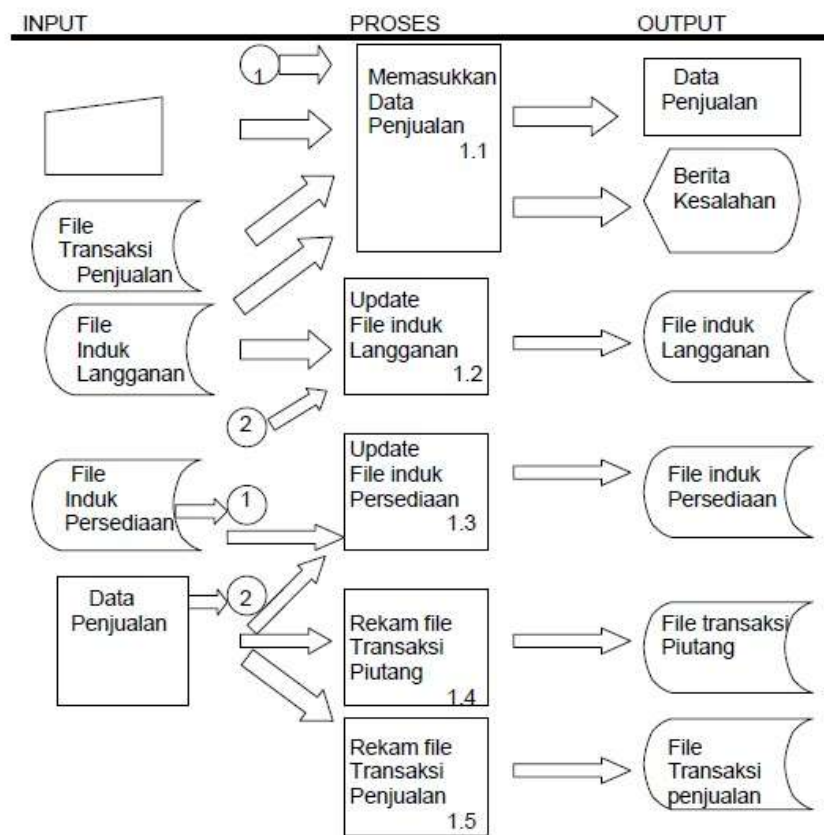 INPUT
PROSES
OUTPUT
1
Memasukkan
Data
Penjualan
1.1
Data
Penjualan
Berita
Kesalahan
File
Transaksi
Penjualan
File
Induk
Langganan
Update
File induk
Langganan
1.2
File induk
Langganan
2
File
Induk
Persediaan
1
Update
File induk
Persediaan
1.3
File induk
Persediaan
Data
Penjualan
2
Rekam file
Transaksi
Piutang
1.4
File transaksi
Piutang
Rekam file
Transaksi
Penjualan
1.5
File
Transaksi
penjualan